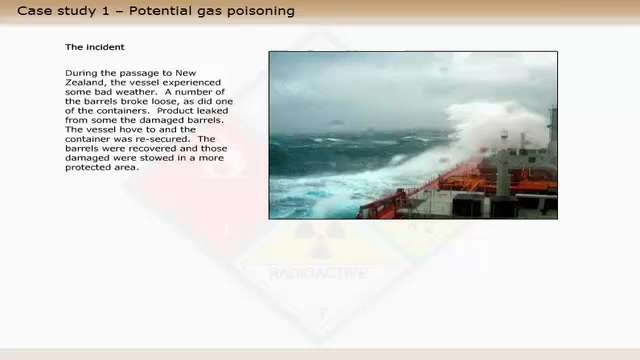 Case study 1 – Potential gas poisoning
The incident
During the passage to New
Zealand, the vessel experienced
some bad weather.  A number of
the barrels broke loose, as did one
of the containers.  Product leaked
from some the damaged barrels.
The vessel hove to and the
container was re-secured.  The
barrels were recovered and those
damaged were stowed in a more
protected area.
RADIOACTIVE
7